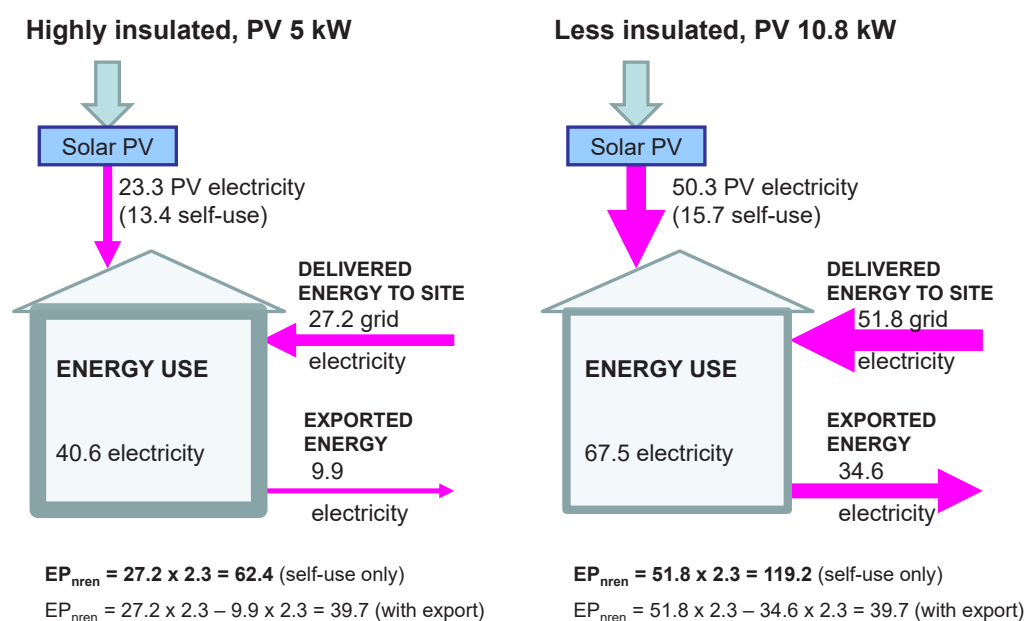 Highly insulated, PV 5 kW
Solar PV
23.3 PV electricity
(13.4 self-use)
DELIVERED
ENERGY TO SITE
27.2 grid
electricity
ENERGY USE
40.6 electricity
EXPORTED
ENERGY
9.9
electricity
EPnren = 27.2 x 2.3 = 62.4 (self-use only)
EPnren = 27.2 x 2.3 – 9.9 x 2.3 = 39.7 (with export)
Less insulated, PV 10.8 kW
Solar PV
50.3 PV electricity
(15.7 self-use)
DELIVERED
ENERGY TO SITE
51.8 grid
electricity
ENERGY USE
67.5 electricity
EXPORTED
ENERGY
34.6
electricity
EPnren = 51.8 x 2.3 = 119.2 (self-use only)
EPnren = 51.8 x 2.3 – 34.6 x 2.3 = 39.7 (with export)